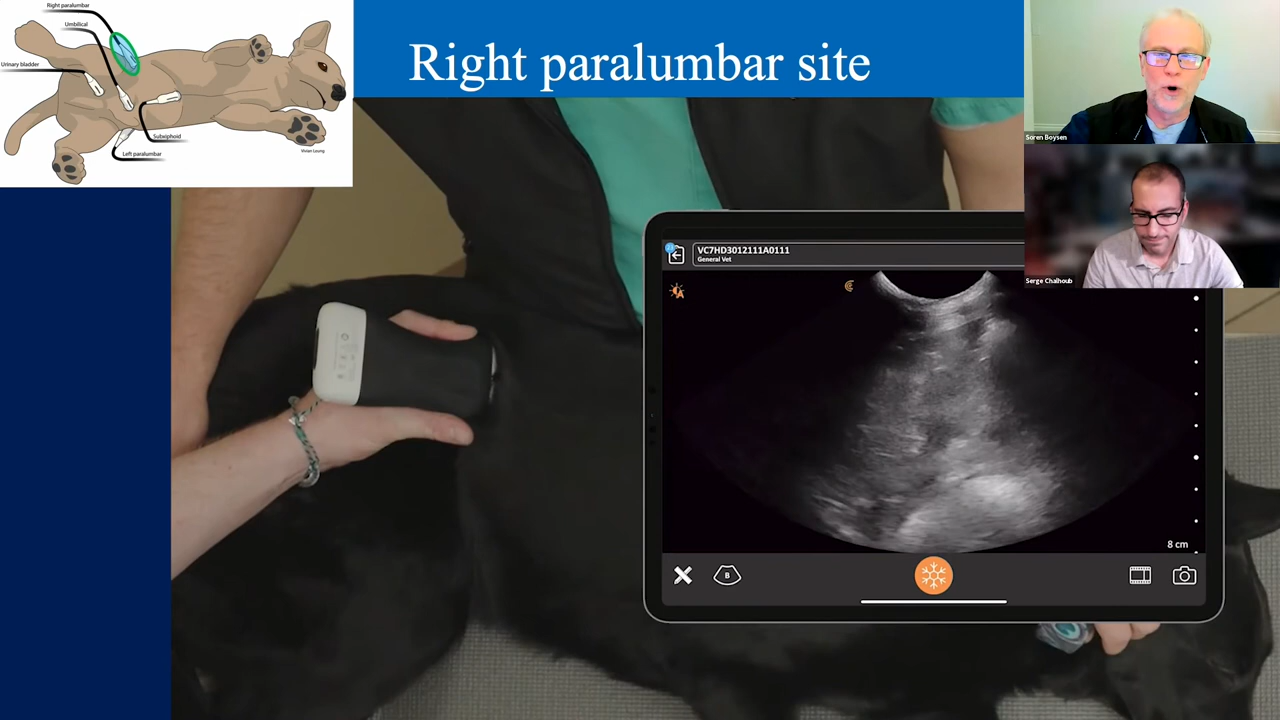 Right paralumbar
Umbilical
Urinary bladder
Subxiphoid
Left paralumbar
Vivian Leung
Right paralumbar site
Soren Boysen
Serge Chalhoub
VC7HD3012111A0111
General Vet
A
B
8 cm